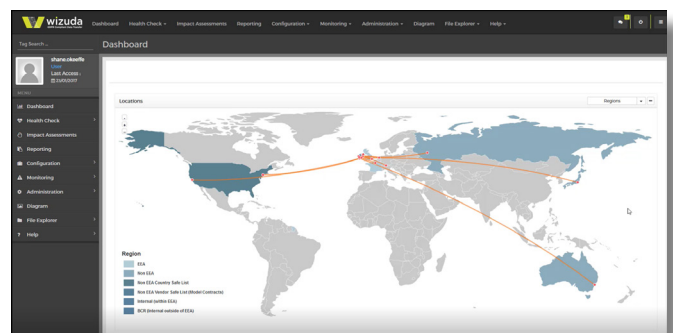 wizuda
Dashboard
Health Check
Impact Assessments
Reporting
Configuration
Monitoring
Administration
Diagram
File Explorer
Help
Tag Search ...
Dashboard
shane.okeeffe
Last Access :
MENU
Dashboard
Health Check
Impact Assessments
Reporting
Configuration
Monitoring
Administration
Diagram
File Explorer
? Help
Locations
Regions
Region
EEA
Non EEA
Non EEA Country Safe List
Non EEA Vendor Safe List (Model Contracts)
Internal (within EEA)
BCR (Internal outside of EEA)